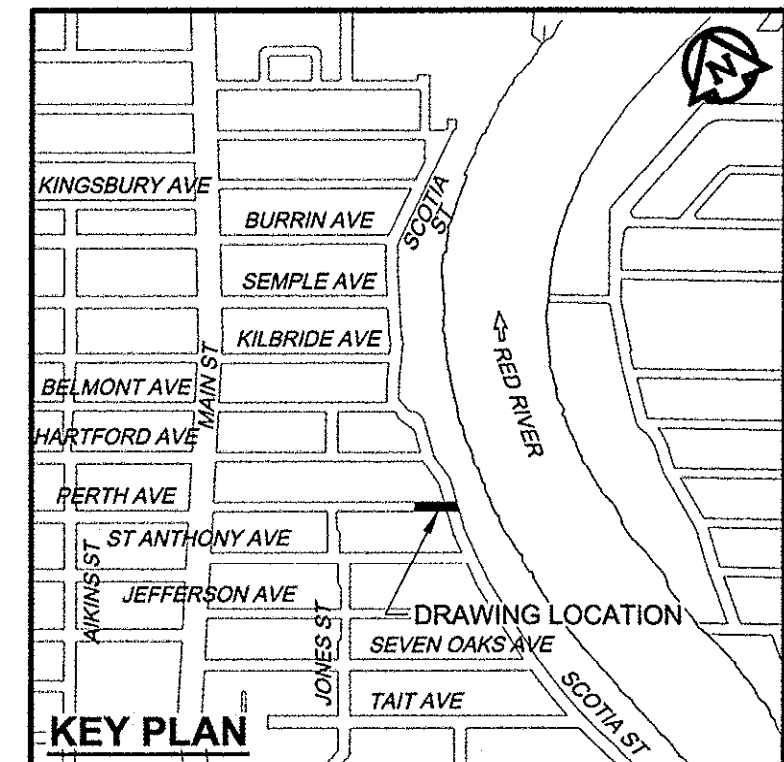 N
KINGSBURY AVE
BURRIN AVE
SCOTIA
ST
SEMPLE AVE
KILBRIDE AVE
RED RIVER
MAIN ST
BELMONT AVE
HARTFORD AVE
PERTH AVE
ST ANTHONY AVE
AIKINS ST
JEFFERSON AVE
DRAWING LOCATION
JONES ST
SEVEN OAKS AVE
TAIT AVE
SCOTIA ST
KEY PLAN